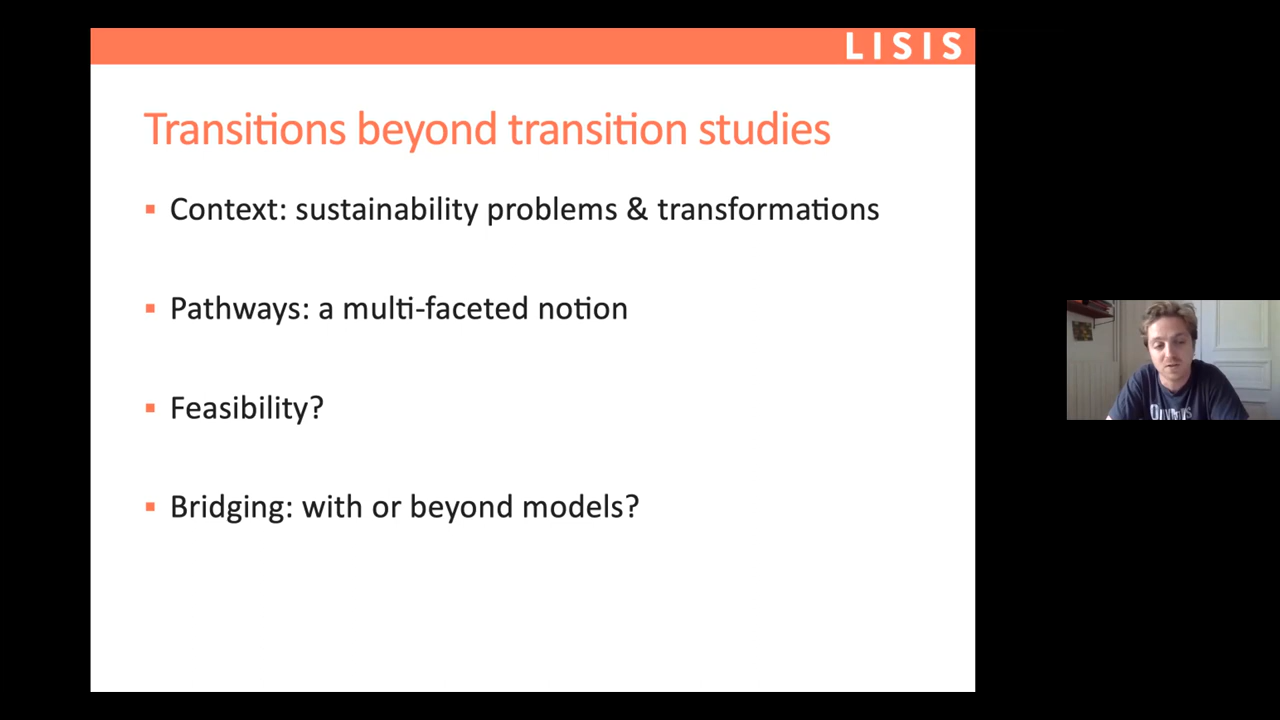 LISIS
Transitions beyond transition studies
▪ Context: sustainability problems & transformations
▪ Pathways: a multi-faceted notion
▪ Feasibility?
▪ Bridging: with or beyond models?